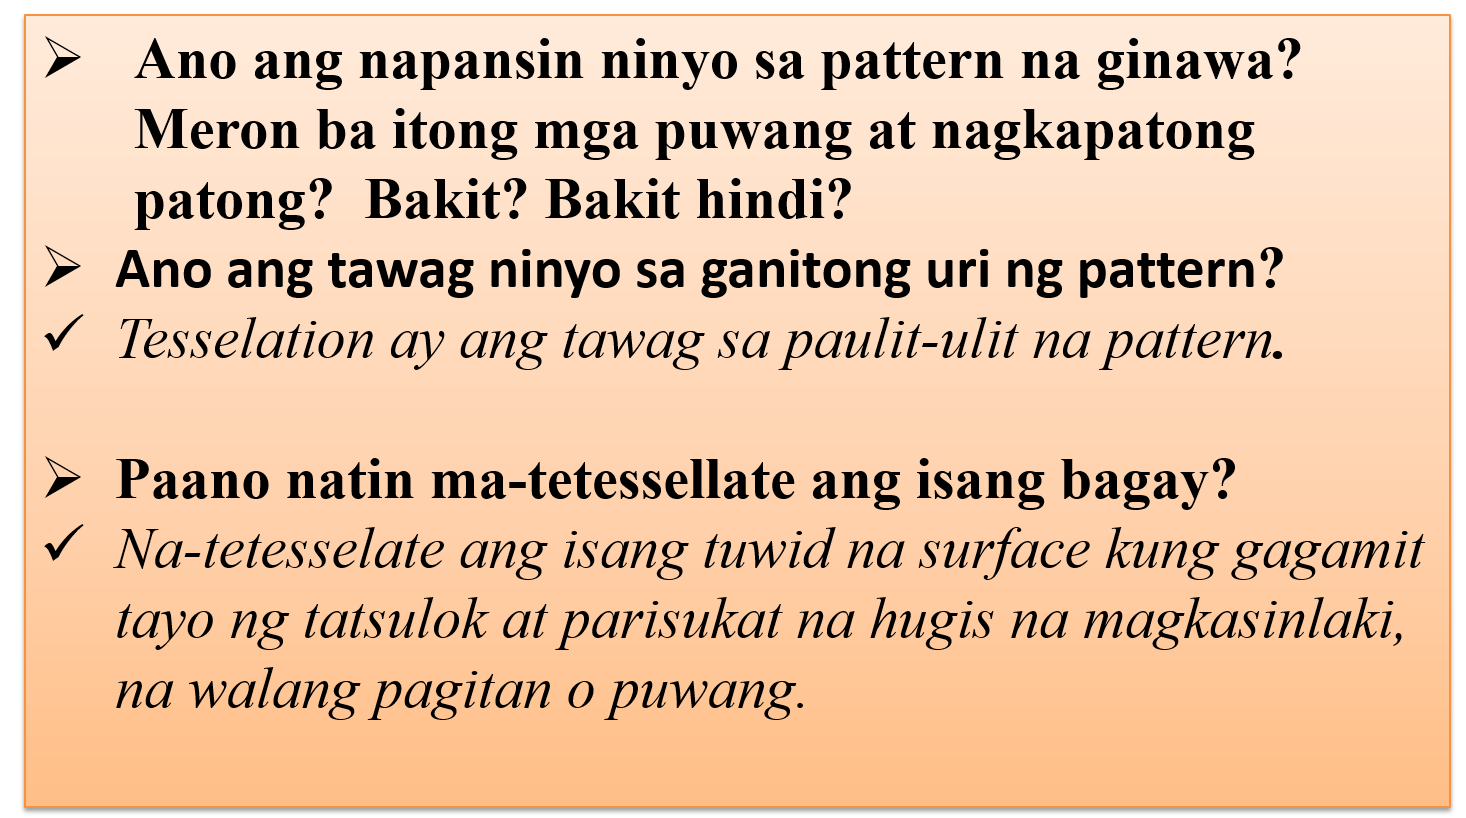 ➢ Ano ang napansin ninyo sa pattern na ginawa?
Meron ba itong mga puwang at nagkapatong
patong? Bakit? Bakit hindi?
➢ Ano ang tawag ninyo sa ganitong uri ng pattern?
✓ Tesselation ay ang tawag sa paulit-ulit na pattern.
➢ Paano natin ma-tetessellate ang isang bagay?
✓ Na-tetesselate ang isang tuwid na surface kung gagamit
tayo ng tatsulok at parisukat na hugis na magkasinlaki,
na walang pagitan o puwang.